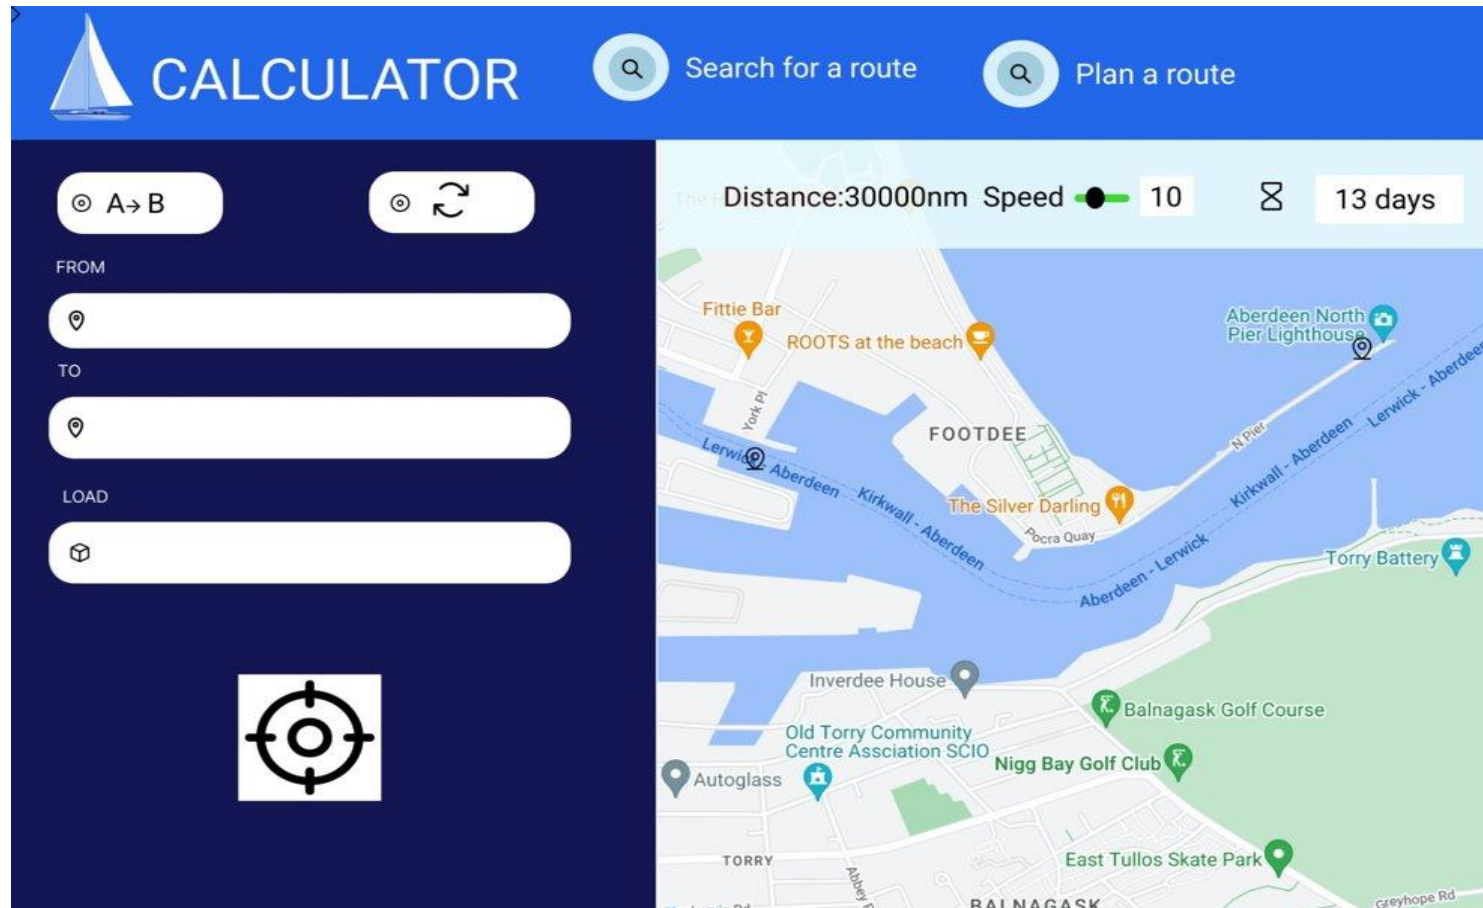 CALCULATOR
Search for a route
Plan a route
A→B
FROM
TO
LOAD
Distance:30000nm Speed 10 13 days
Fittie Bar
ROOTS at the beach
Aberdeen North
Pier Lighthouse
York Pl
FOOTDEE
N Pier
Lerwick - Aberdeen
Kirkwall - Aberdeen
Lerwick - Aberdeen
Kirkwall - Aberdeen
The Silver Darling
Pocra Quay
Aberdeen - Lerwick
Torry Battery
Inverdee House
Balnagask Golf Course
Old Torry Community
Centre Assciation SCIO
Nigg Bay Golf Club
Autoglass
TORRY
East Tullos Skate Park
BALNAGASK
Greyhope Rd